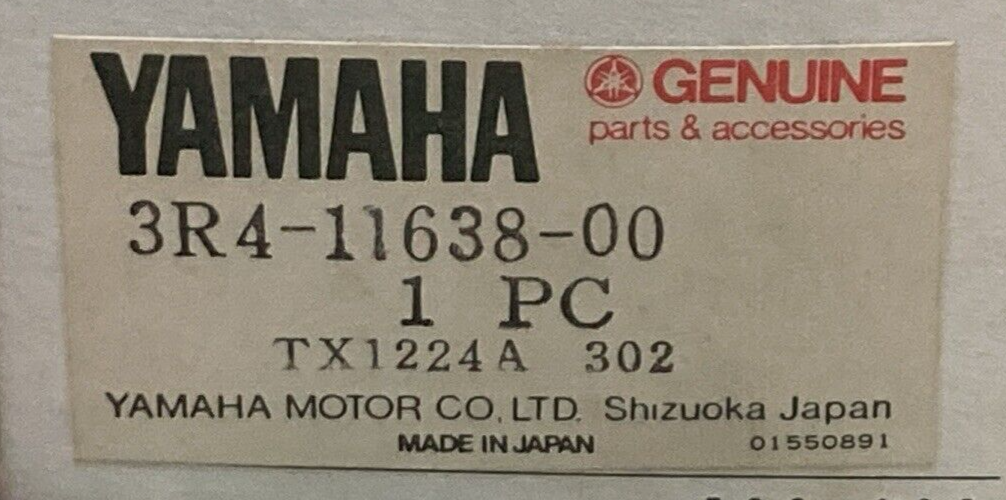 YAMAHA
GENUINE
parts & accessories
3R4-11638-00
1 PC
TX1224A 302
YAMAHA MOTOR CO,LTD. Shizuoka Japan
MADE IN JAPAN 01550891